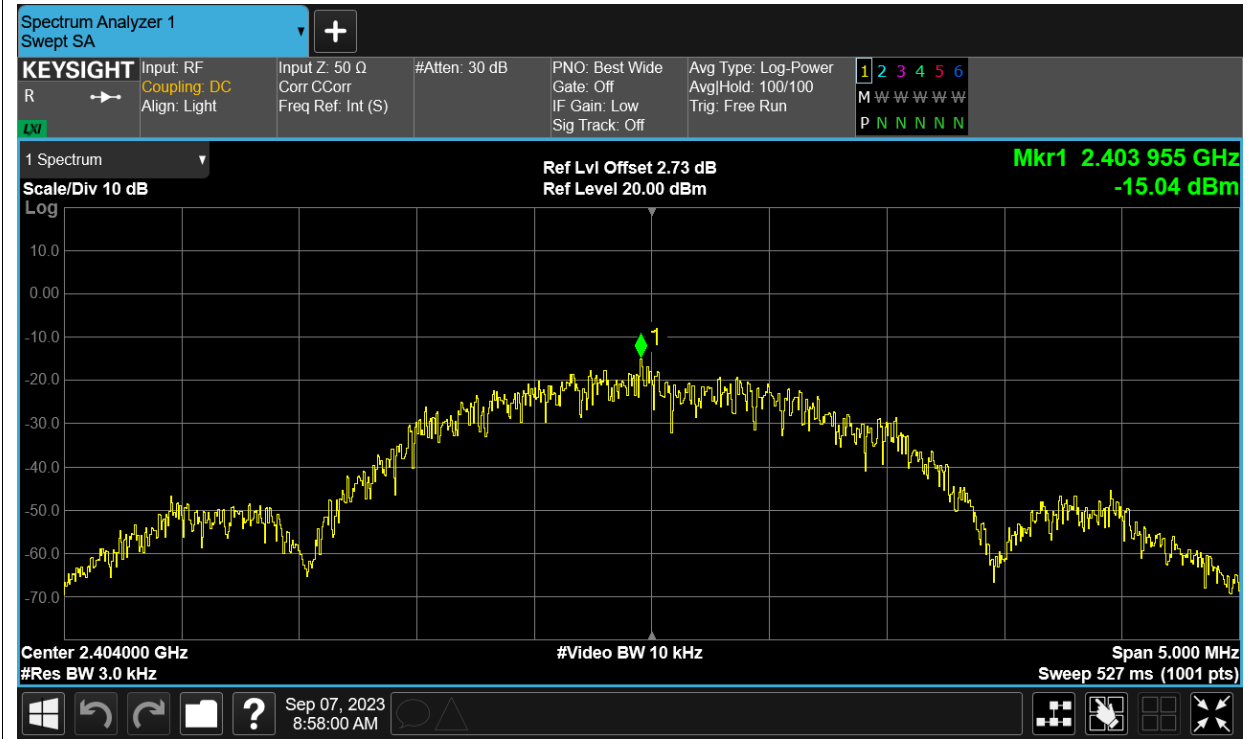 Spectrum Analyzer 1
Swept SA
KEYSIGHT
R
LXI
Input: RF
Coupling: DC
Align: Light
Input Z: 50 Ω
Corr CCorr
Freq Ref: Int (S)
#Atten: 30 dB
PNO: Best Wide
Gate: Off
IF Gain: Low
Sig Track: Off
Avg Type: Log-Power
Avg|Hold: 100/100
Trig: Free Run
1 2 3 4 5 6
M W W W W W
P N N N N N
1 Spectrum
Scale/Div 10 dB
Log
Ref Lvl Offset 2.73 dB
Ref Level 20.00 dBm
Mkr1 2.403 955 GHz
-15.04 dBm
1
10.0
0.00
-10.0
-20.0
-30.0
-40.0
-50.0
-60.0
-70.0
Center 2.404000 GHz
#Res BW 3.0 kHz
#Video BW 10 kHz
Span 5.000 MHz
Sweep 527 ms (1001 pts)
?
Sep 07, 2023
8:58:00 AM